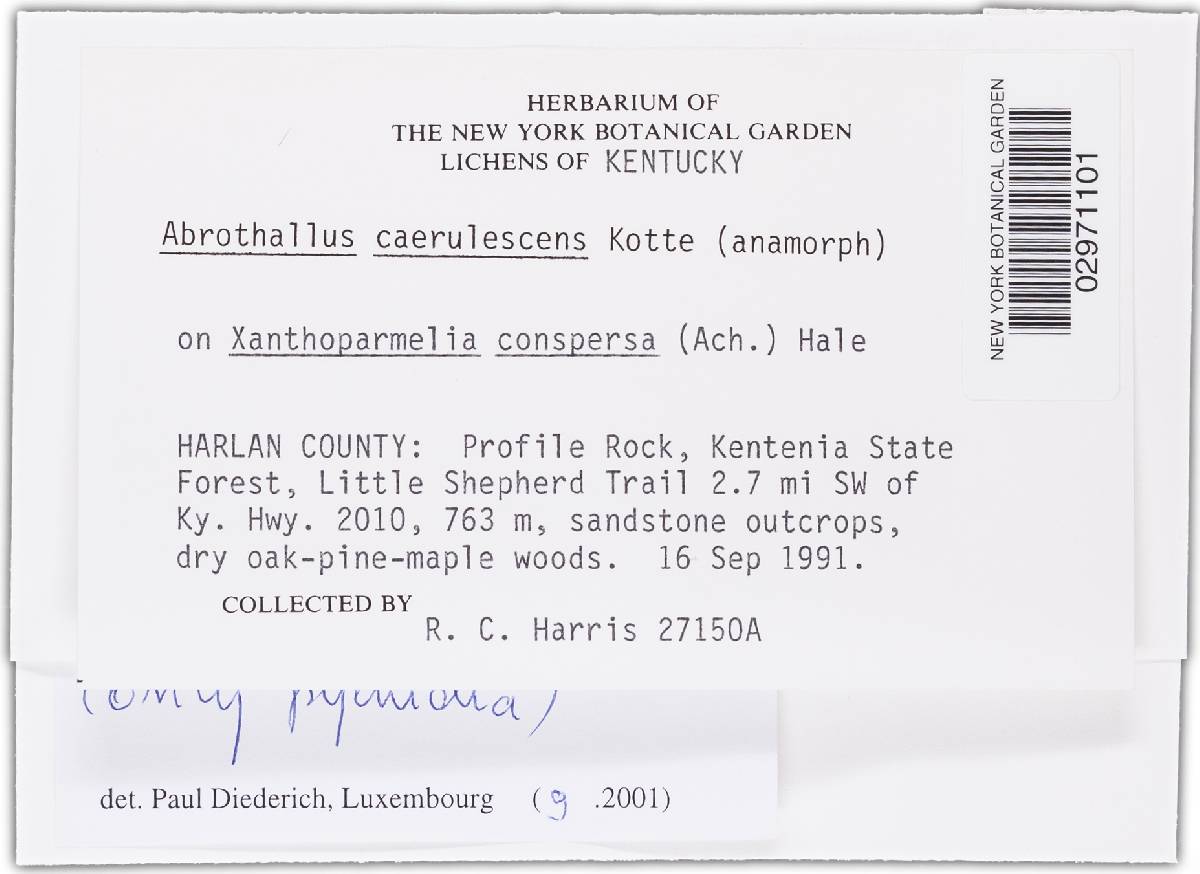 HERBARIUM OF
THE NEW YORK BOTANICAL GARDEN
LICHENS OF KENTUCKY
Abrothallus caerulescens Kotte (anamorph)
on Xanthoparmelia conspersa (Ach.) Hale
HARLAN COUNTY: Profile Rock, Kentenia State
Forest, Little Shepherd Trail 2.7 mi SW of
Ky. Hwy. 2010, 763 m, sandstone outcrops,
dry oak-pine-maple woods. 16 Sep 1991.
COLLECTED BY
R. C. Harris 27150A
NEW YORK BOTANICAL GARDEN
02971101
(only pycnidia)
det. Paul Diederich, Luxembourg (9 .2001)